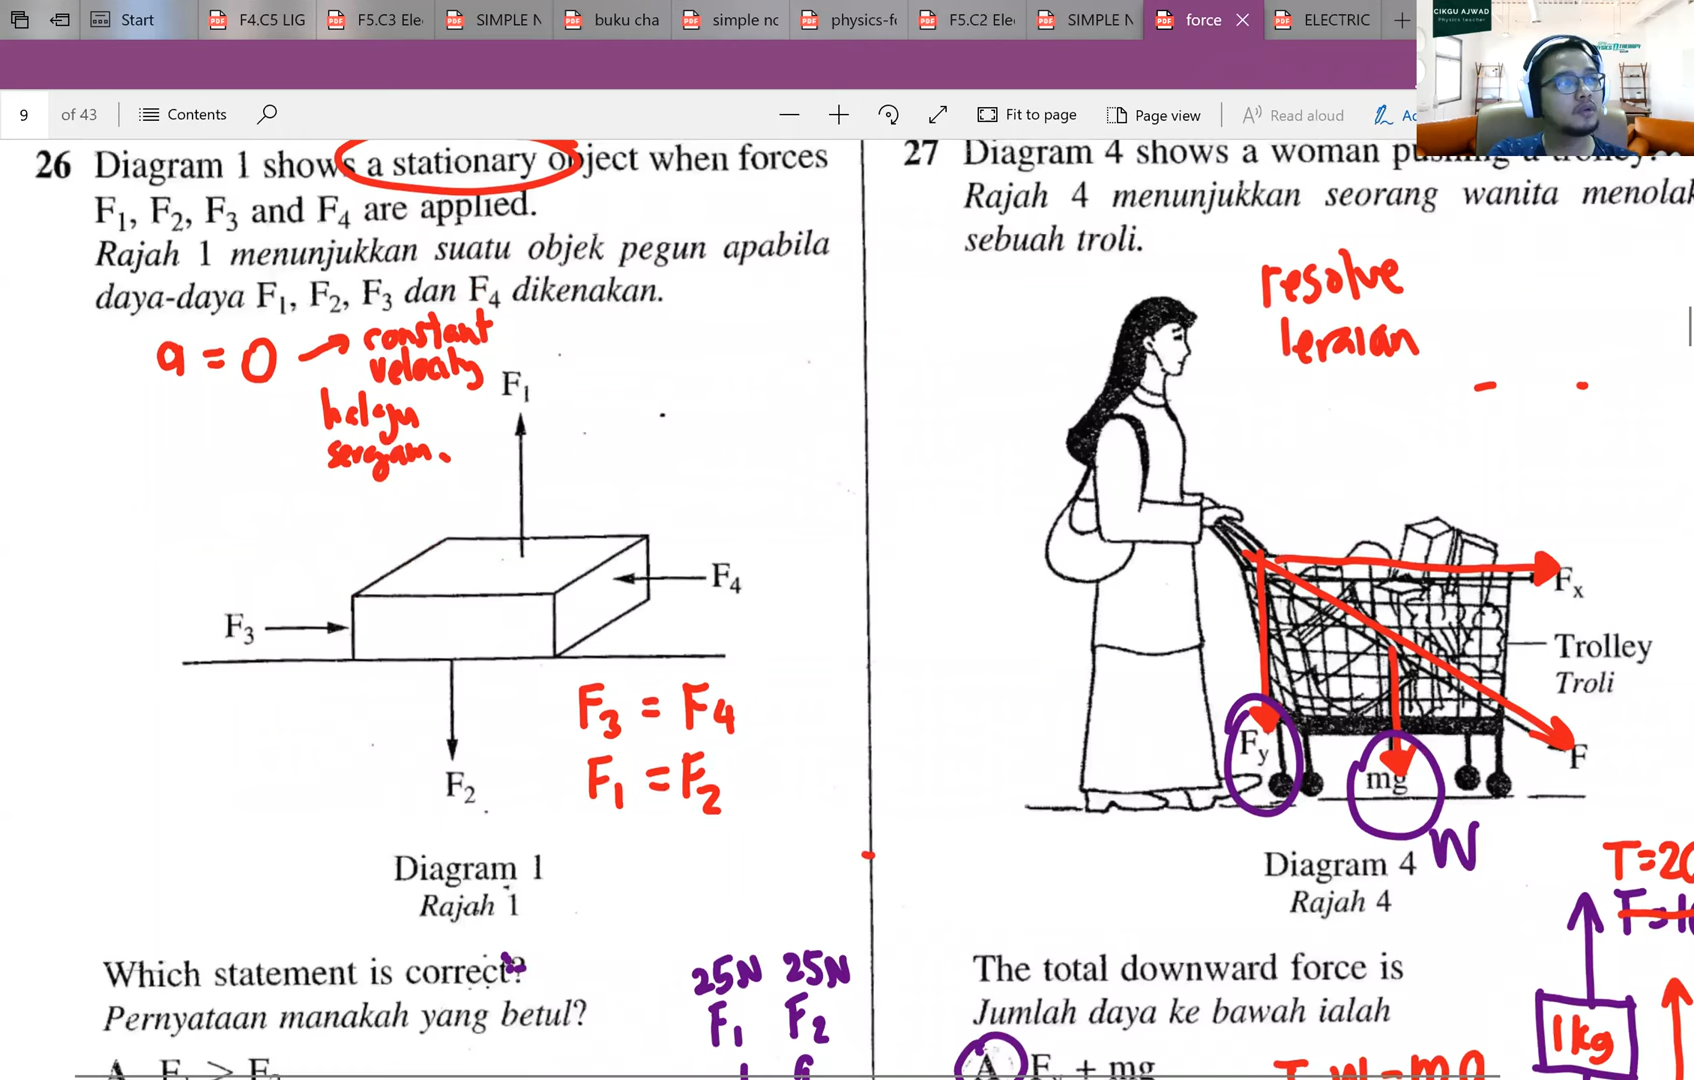 Start
F4.C5 LIG
F5.C3 Ele
SIMPLE N
buku cha
simple nc
physics-fe
F5.C2 Ele
SIMPLE N
force
ELECTRIC
CIKGU AJWAD
9 of 43
Contents
Fit to page
Page view
Read aloud
26 Diagram 1 shows a stationary object when forces
F1, F2, F3 and F4 are applied.
Rajah 1 menunjukkan suatu objek pegun apabila
daya-daya F1, F2, F3 dan F4 dikenakan.
a = 0 → constant
velocity
halaju
seragam.
F1
F4
F3
F2
F3 = F4
F1 = F2
Diagram 1
Rajah 1
Which statement is correct?
Pernyataan manakah yang betul?
25N 25N
F1 F2
27 Diagram 4 shows a woman pushing a trolley.
Rajah 4 menunjukkan seorang wanita menolak
sebuah troli.
resolve
leraian
Fx
Trolley
Troli
Fy
mg
F
W
Diagram 4
Rajah 4
The total downward force is
Jumlah daya ke bawah ialah
A F + mg
1kg